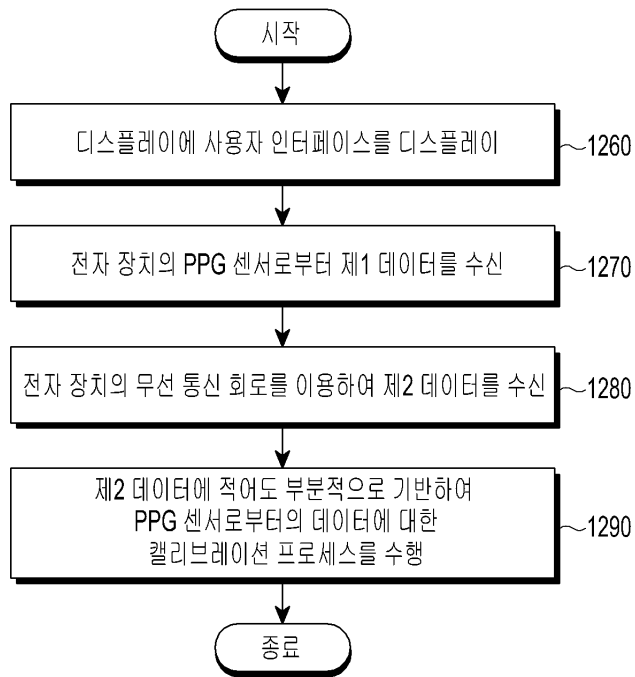 시작
디스플레이에 사용자 인터페이스를 디스플레이
1260
전자 장치의 PPG 센서로부터 제1 데이터를 수신
1270
전자 장치의 무선 통신 회로를 이용하여 제2 데이터를 수신
1280
제2 데이터에 적어도 부분적으로 기반하여
PPG 센서로부터의 데이터에 대한
캘리브레이션 프로세스를 수행
1290
종료